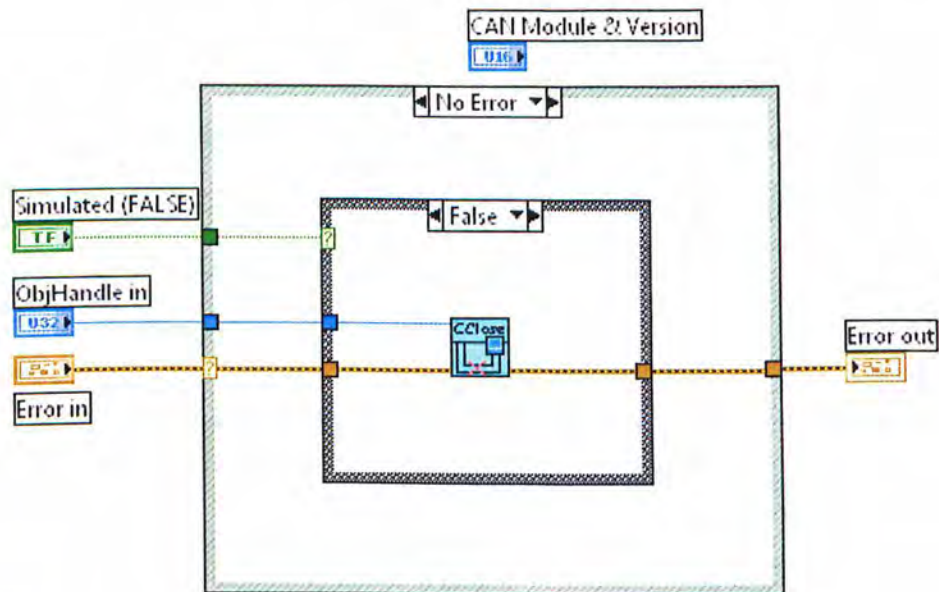 CAN Module & Version
U16
No Error
Simulated (FALSE)
TF
?
False
ObjHandle in
U32
CClose
?
Error in
Error out